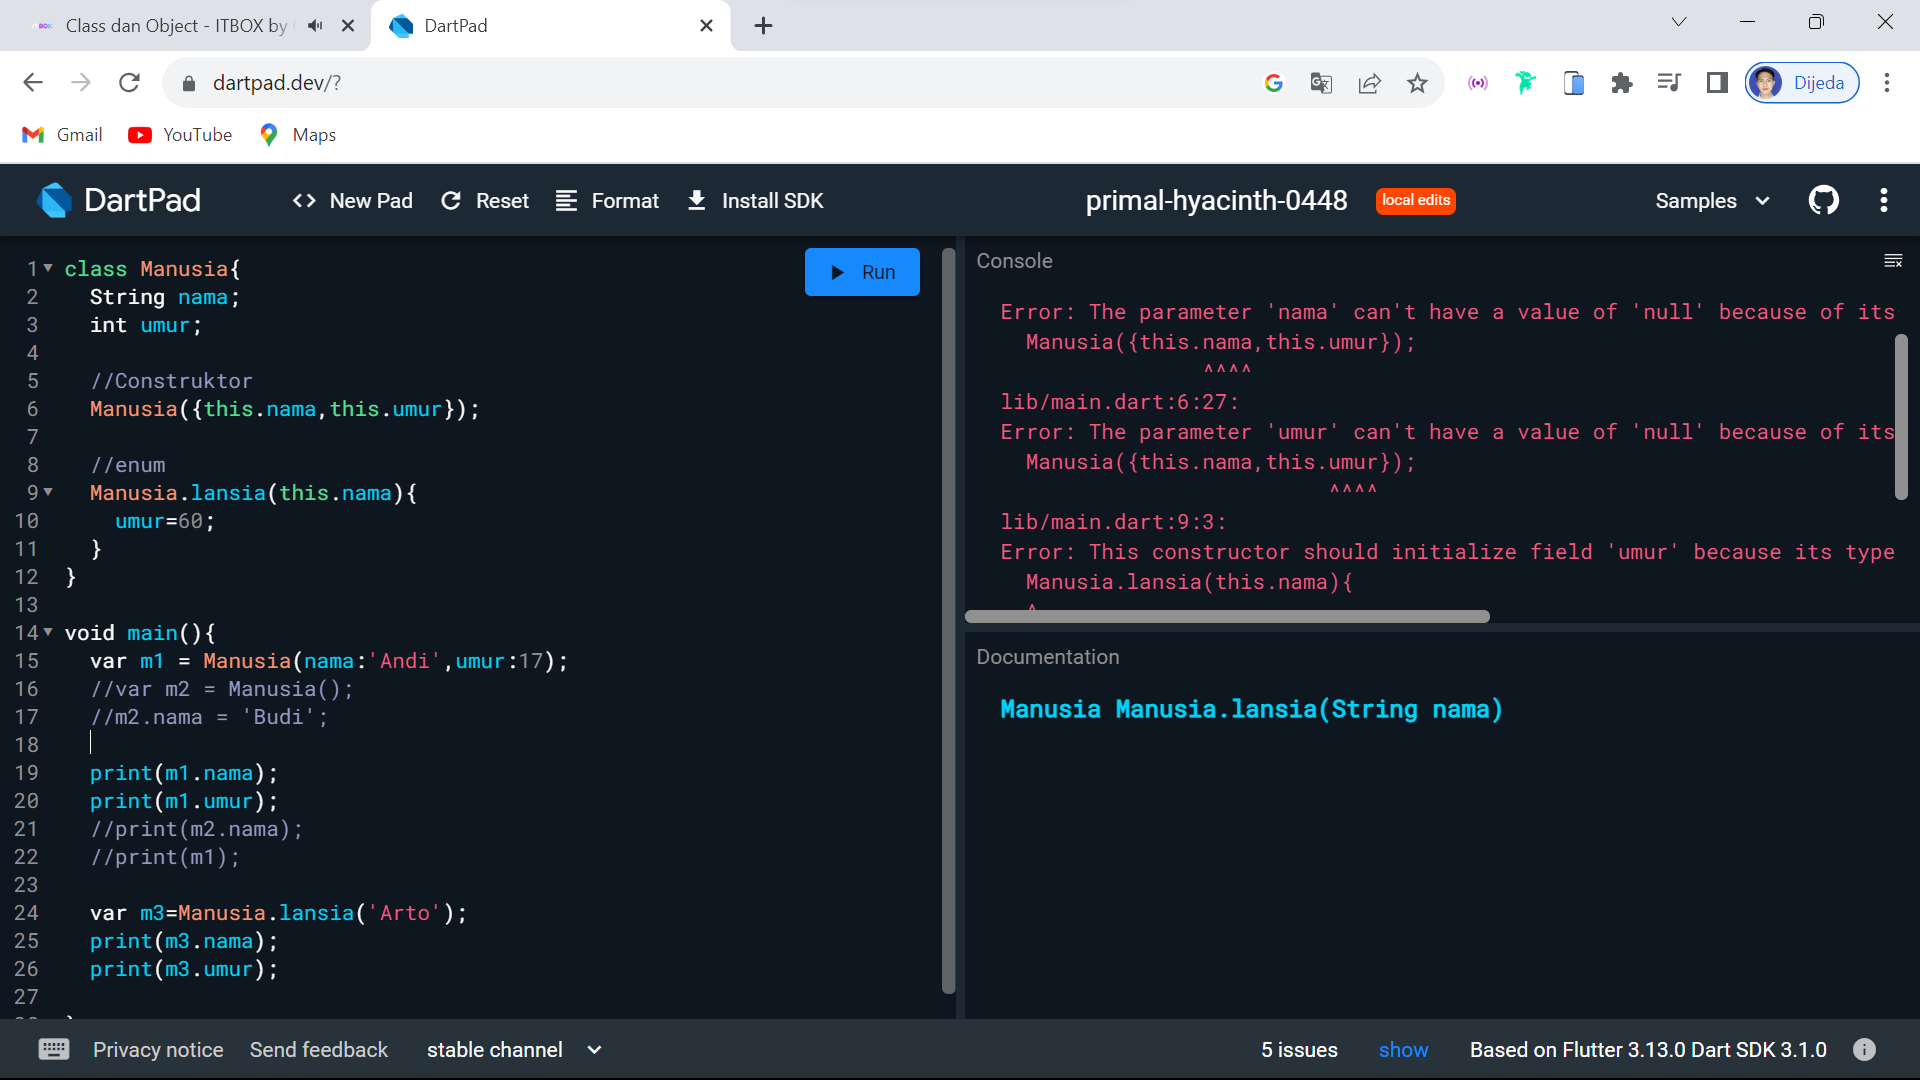 Class dan Object - ITBOX by
DartPad
dartpad.dev/?
Dijeda
Gmail
YouTube
Maps
DartPad
New Pad
Reset
Format
Install SDK
primal-hyacinth-0448
local edits
Samples
1 class Manusia{
2 String nama;
3 int umur;
4
5 //Construktor
6 Manusia({this.nama,this.umur});
7
8 //enum
9 Manusia.lansia(this.nama){
10 umur=60;
11 }
12 }
13
14 void main(){
15 var m1 = Manusia(nama:'Andi',umur:17);
16 //var m2 = Manusia();
17 //m2.nama = 'Budi';
18
19 print(m1.nama);
20 print(m1.umur);
21 //print(m2.nama);
22 //print(m1);
23
24 var m3=Manusia.lansia('Arto');
25 print(m3.nama);
26 print(m3.umur);
27
Run
Console
Error: The parameter 'nama' can't have a value of 'null' because of its
Manusia({this.nama,this.umur});
^^^^
lib/main.dart:6:27:
Error: The parameter 'umur' can't have a value of 'null' because of its
Manusia({this.nama,this.umur});
^^^^
lib/main.dart:9:3:
Error: This constructor should initialize field 'umur' because its type
Manusia.lansia(this.nama){
^
Documentation
Manusia Manusia.lansia(String nama)
Privacy notice
Send feedback
stable channel
5 issues
show
Based on Flutter 3.13.0 Dart SDK 3.1.0